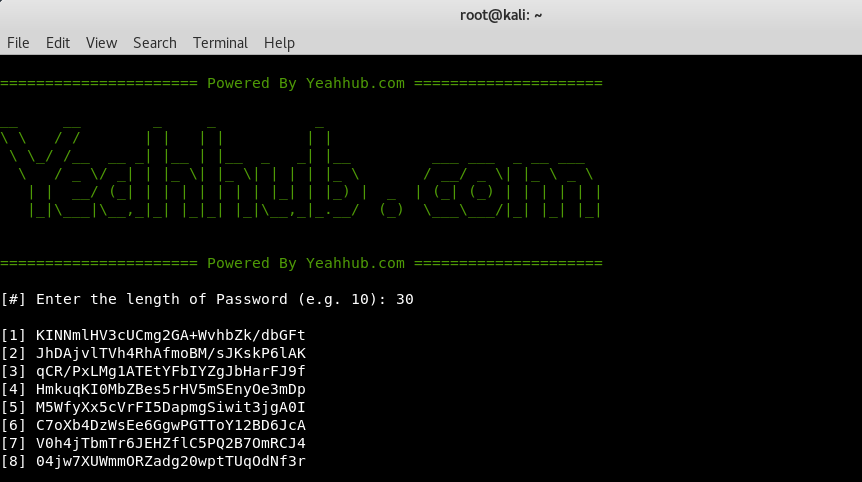 root@kali: ~
File Edit View Search Terminal Help
====================== Powered By Yeahhub.com =====================
Yeahhub.com
====================== Powered By Yeahhub.com =====================
[#] Enter the length of Password (e.g. 10): 30
[1] KINNmlHV3cUCmg2GA+WvhbZk/dbGFt
[2] JhDAjvlTVh4RhAfmoBM/sJKskP6lAK
[3] qCR/PxLMg1ATEtYFbIYZgJbHarFJ9f
[4] HmkuqKI0MbZBes5rHV5mSEnyOe3mDp
[5] M5WfyXx5cVrFI5DapmgSiwit3jgA0I
[6] C7oXb4DzWsEe6GgwPGTToY12BD6JcA
[7] V0h4jTbmTr6JEHZflC5PQ2B7OmRCJ4
[8] 04jw7XUWmmORZadg20wptTUqOdNf3r